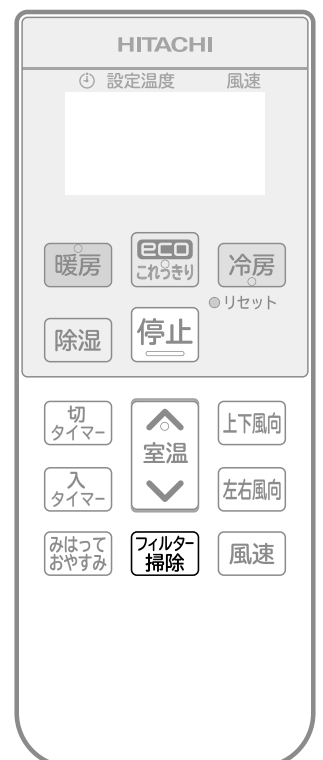 HITACHI
設定温度 風速
暖房
eco
これっきり
冷房
リセット
除湿
停止
切
タイマー
室温
上下風向
入
タイマー
左右風向
みはって
おやすみ
フィルター
掃除
風速